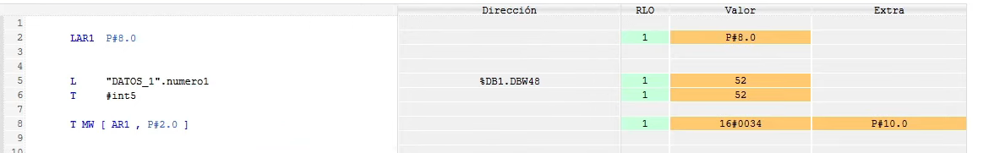 Dirección RLO Valor Extra
1
2 LAR1 P#8.0 1 P#8.0
3
4
5 L "DATOS_1".numero1 %DB1.DBW48 1 52
6 T #int5 1 52
7
8 T MW [ AR1 , P#2.0 ] 1 16#0034 P#10.0
9
10